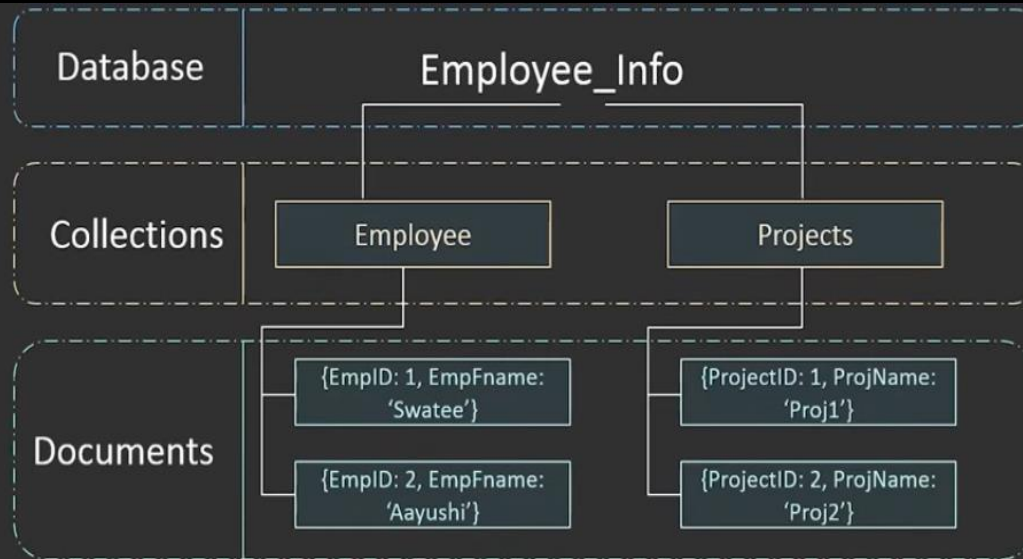 Database
Employee_Info
Collections
Employee
Projects
Documents
{EmpID: 1, EmpFname:
‘Swatee’}
{EmpID: 2, EmpFname:
‘Aayushi’}
{ProjectID: 1, ProjName:
‘Proj1’}
{ProjectID: 2, ProjName:
‘Proj2’}